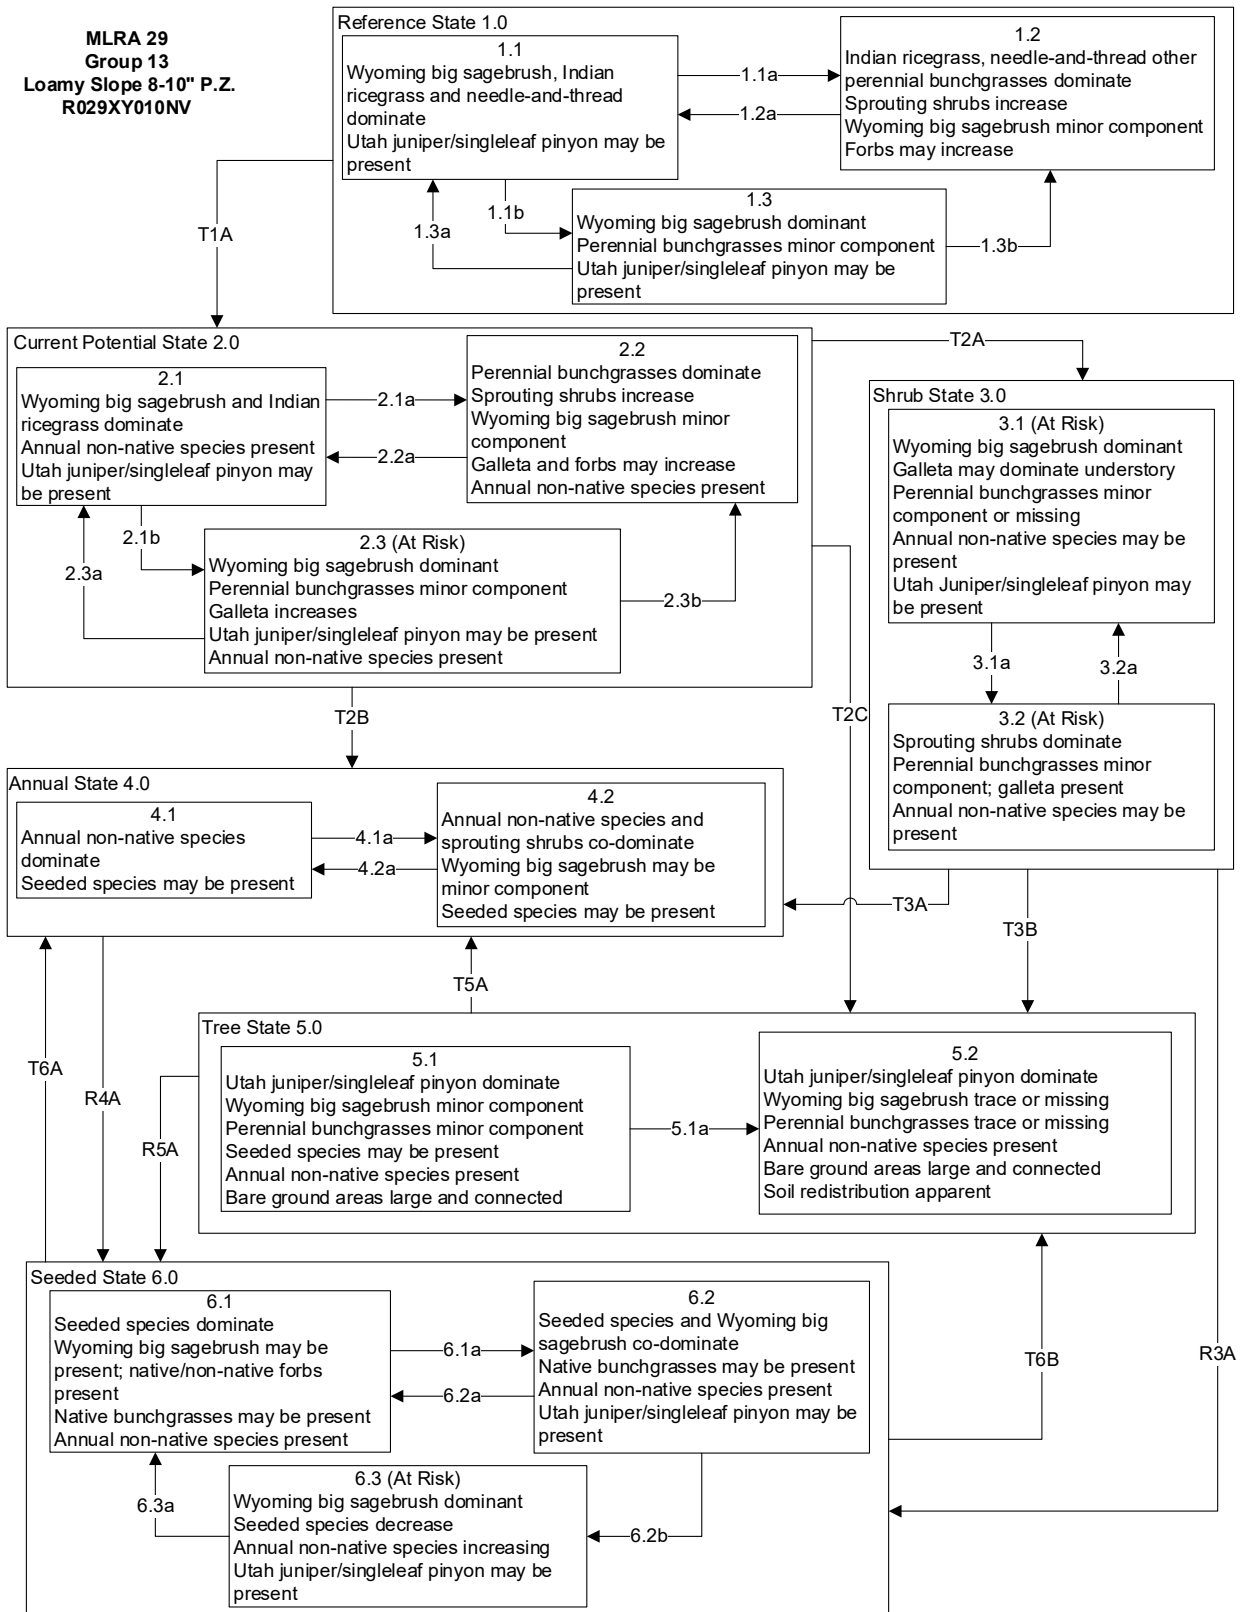 MLRA 29
Group 13
Loamy Slope 8-10" P.Z.
R029XY010NV
Reference State 1.0
1.1
Wyoming big sagebrush, Indian
ricegrass and needle-and-thread
dominate
Utah juniper/singleleaf pinyon may be
present
1.1a
1.2a
1.2
Indian ricegrass, needle-and-thread other
perennial bunchgrasses dominate
Sprouting shrubs increase
Wyoming big sagebrush minor component
Forbs may increase
1.3a
1.1b
1.3
Wyoming big sagebrush dominant
Perennial bunchgrasses minor component
Utah juniper/singleleaf pinyon may be
present
1.3b
T1A
Current Potential State 2.0
2.1
Wyoming big sagebrush and Indian
ricegrass dominate
Annual non-native species present
Utah juniper/singleleaf pinyon may
be present
2.1a
2.2a
2.2
Perennial bunchgrasses dominate
Sprouting shrubs increase
Wyoming big sagebrush minor
component
Galleta and forbs may increase
Annual non-native species present
2.3a
2.1b
2.3 (At Risk)
Wyoming big sagebrush dominant
Perennial bunchgrasses minor component
Galleta increases
Utah juniper/singleleaf pinyon may be present
Annual non-native species present
2.3b
T2A
Shrub State 3.0
3.1 (At Risk)
Wyoming big sagebrush dominant
Galleta may dominate understory
Perennial bunchgrasses minor
component or missing
Annual non-native species may be
present
Utah Juniper/singleleaf pinyon may
be present
3.1a
3.2a
3.2 (At Risk)
Sprouting shrubs dominate
Perennial bunchgrasses minor
component; galleta present
Annual non-native species may be
present
T2B
T2C
Annual State 4.0
4.1
Annual non-native species
dominate
Seeded species may be present
4.1a
4.2a
4.2
Annual non-native species and
sprouting shrubs co-dominate
Wyoming big sagebrush may be
minor component
Seeded species may be present
T3A
T3B
T5A
Tree State 5.0
5.1
Utah juniper/singleleaf pinyon dominate
Wyoming big sagebrush minor component
Perennial bunchgrasses minor component
Seeded species may be present
Annual non-native species present
Bare ground areas large and connected
5.1a
5.2
Utah juniper/singleleaf pinyon dominate
Wyoming big sagebrush trace or missing
Perennial bunchgrasses trace or missing
Annual non-native species present
Bare ground areas large and connected
Soil redistribution apparent
T6A
R4A
R5A
Seeded State 6.0
6.1
Seeded species dominate
Wyoming big sagebrush may be
present; native/non-native forbs
present
Native bunchgrasses may be present
Annual non-native species present
6.1a
6.2a
6.2
Seeded species and Wyoming big
sagebrush co-dominate
Native bunchgrasses may be present
Annual non-native species present
Utah juniper/singleleaf pinyon may be
present
T6B
R3A
6.3a
6.3 (At Risk)
Wyoming big sagebrush dominant
Seeded species decrease
Annual non-native species increasing
Utah juniper/singleleaf pinyon may be
present
6.2b